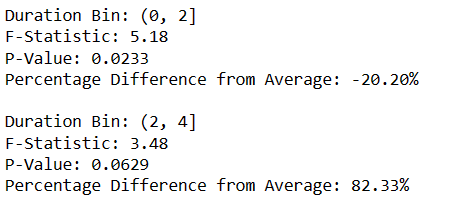 Duration Bin: (0, 2]
F-Statistic: 5.18
P-Value: 0.0233
Percentage Difference from Average: -20.20%
Duration Bin: (2, 4]
F-Statistic: 3.48
P-Value: 0.0629
Percentage Difference from Average: 82.33%